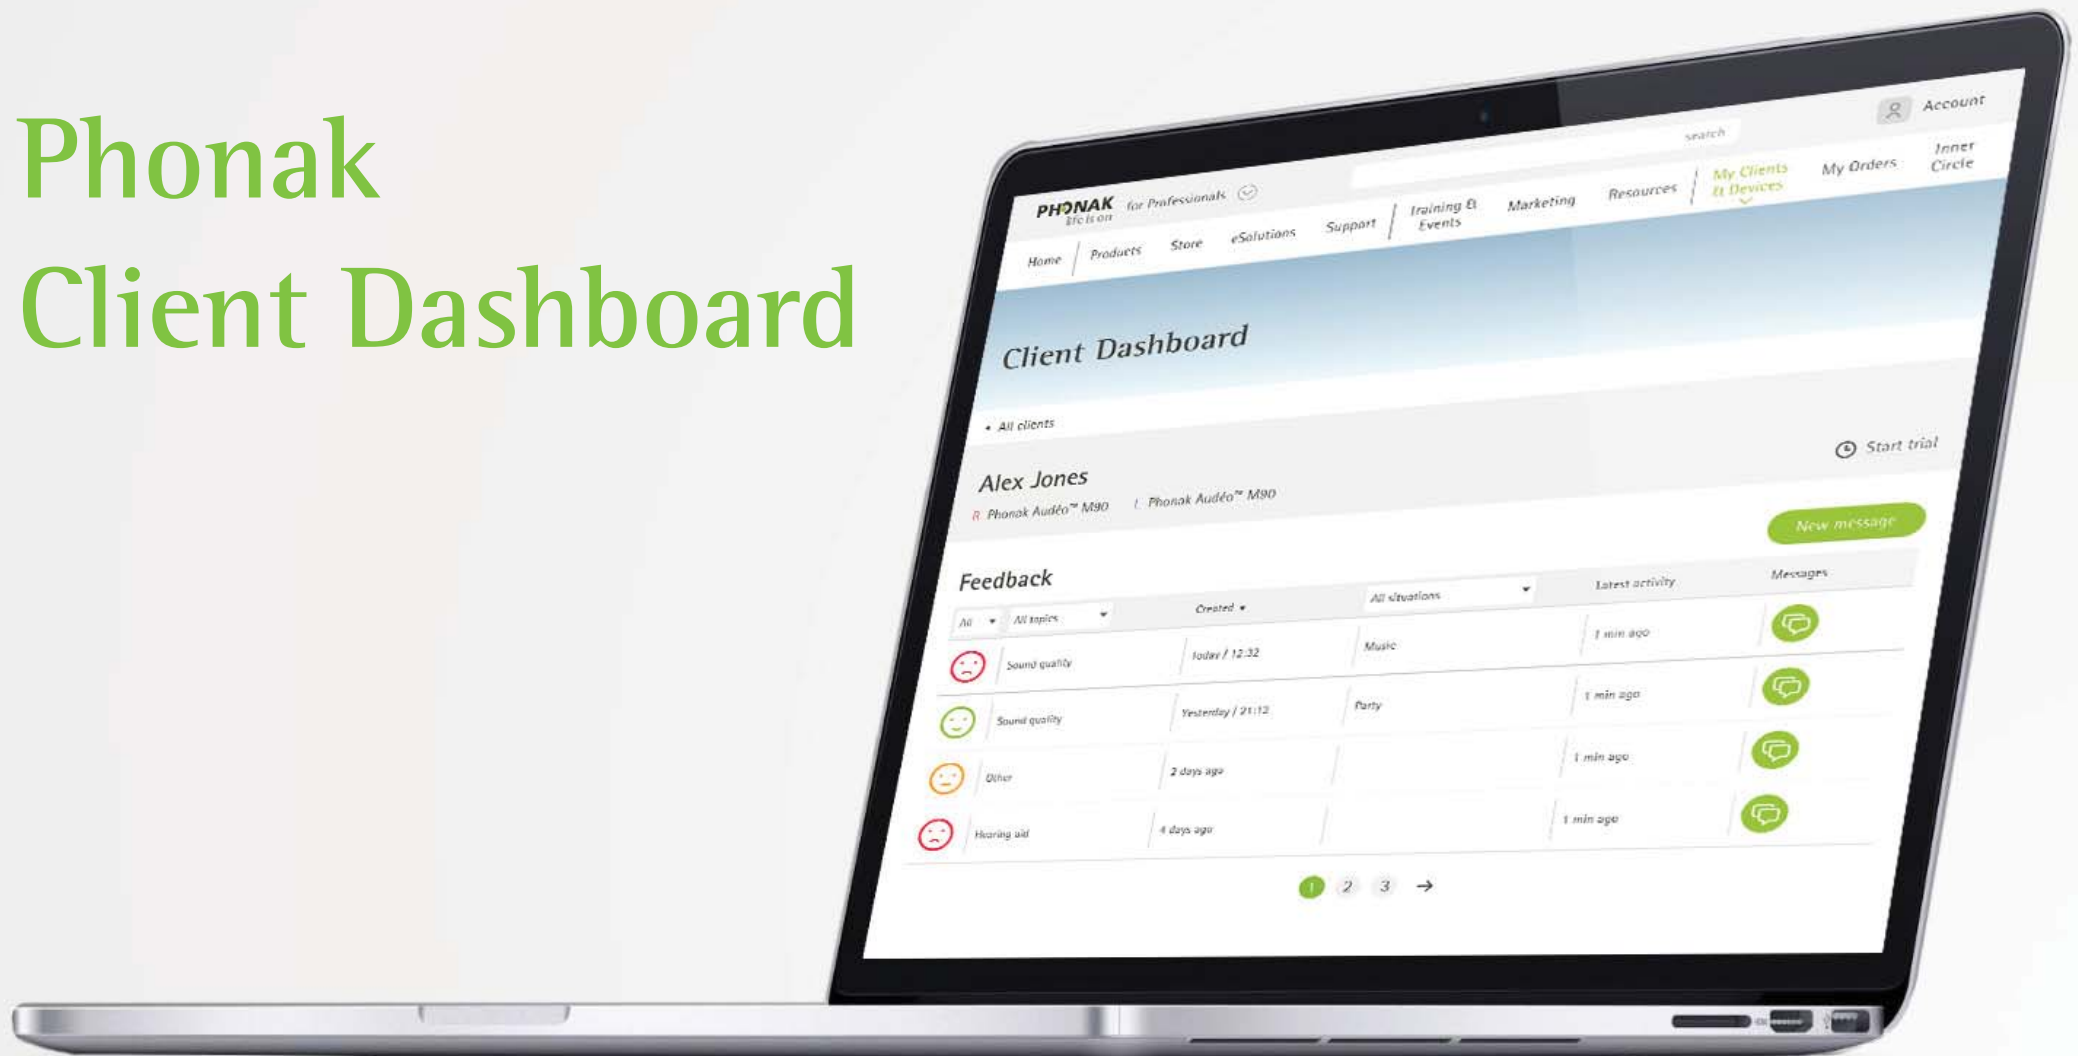 Phonak
Client Dashboard
Account
search
PHONAK for Professionals
life is on
Home Products Store eSolutions Support Training & Events Marketing Resources My Clients & Devices My Orders Inner Circle
Client Dashboard
All clients
Alex Jones
Start trial
R Phonak Audéo™ M90 L Phonak Audéo™ M90
New message
Feedback
All All topics Created All situations Latest activity Messages
Sound quality Today / 12:32 Music 1 min ago
Sound quality Yesterday / 21:12 Party 1 min ago
Other 2 days ago 1 min ago
Hearing aid 4 days ago 1 min ago
1 2 3 →